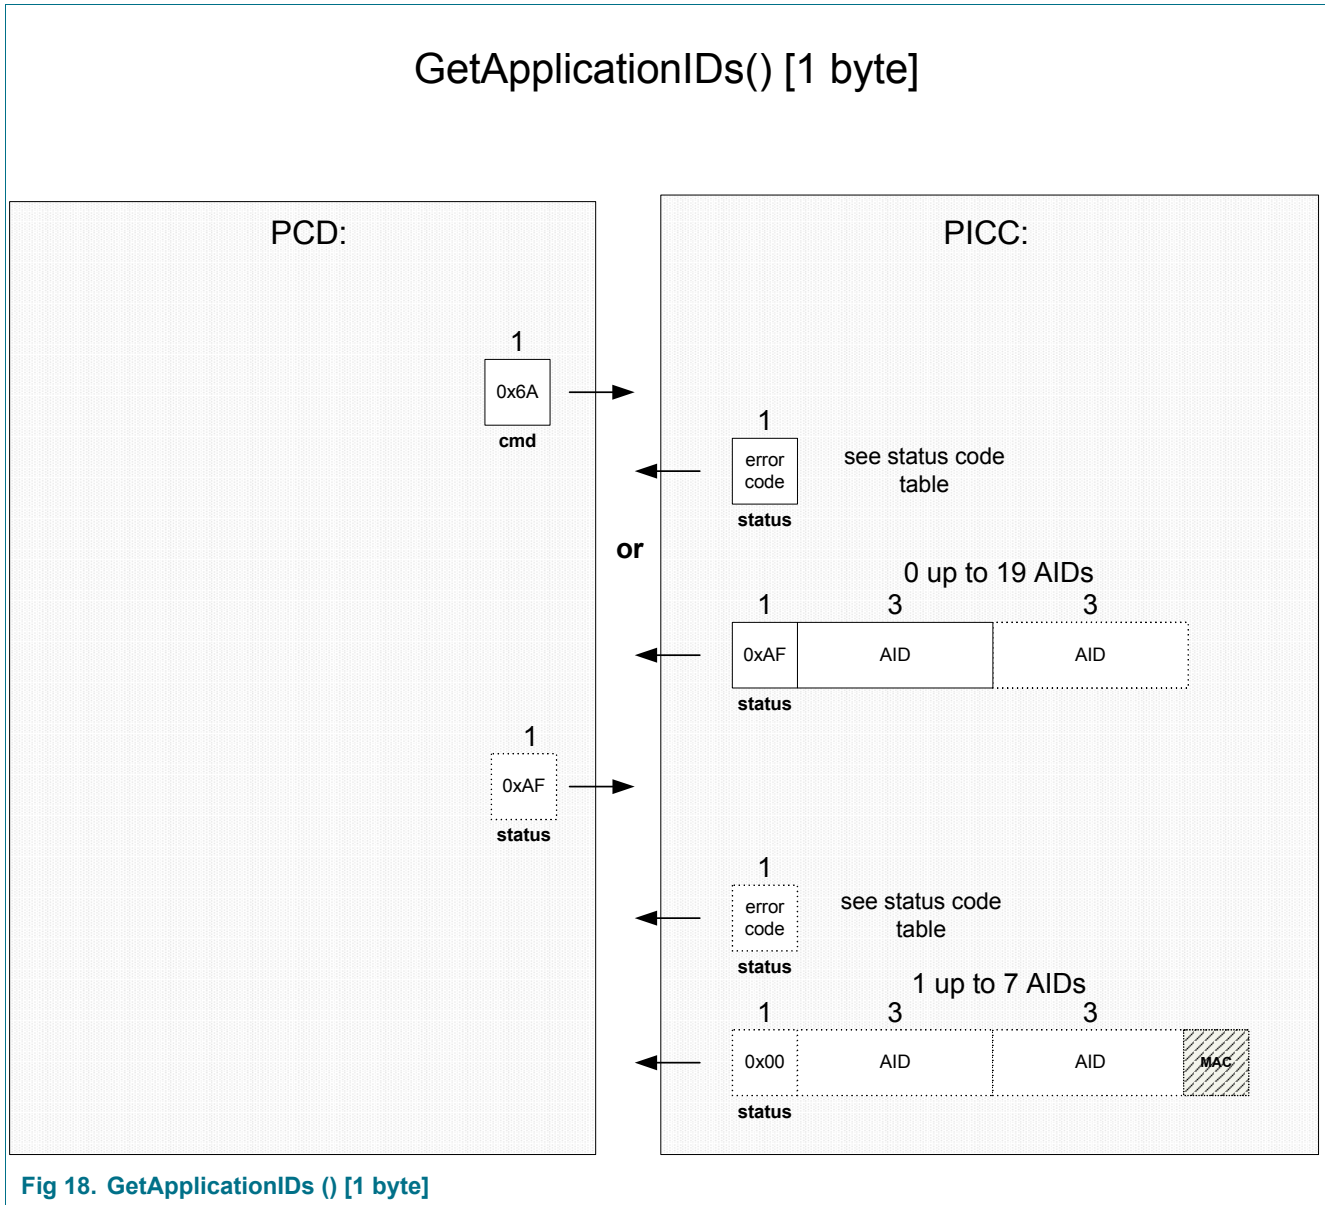 GetApplicationIDs() [1 byte]
PCD:
PICC:
1
0x6A
cmd
1
error
code
status
see status code
table
or
0 up to 19 AIDs
1 3 3
0xAF AID AID
status
1
0xAF
status
1
error
code
status
see status code
table
1 up to 7 AIDs
1 3 3
0x00 AID AID MAC
status
Fig 18. GetApplicationIDs () [1 byte]